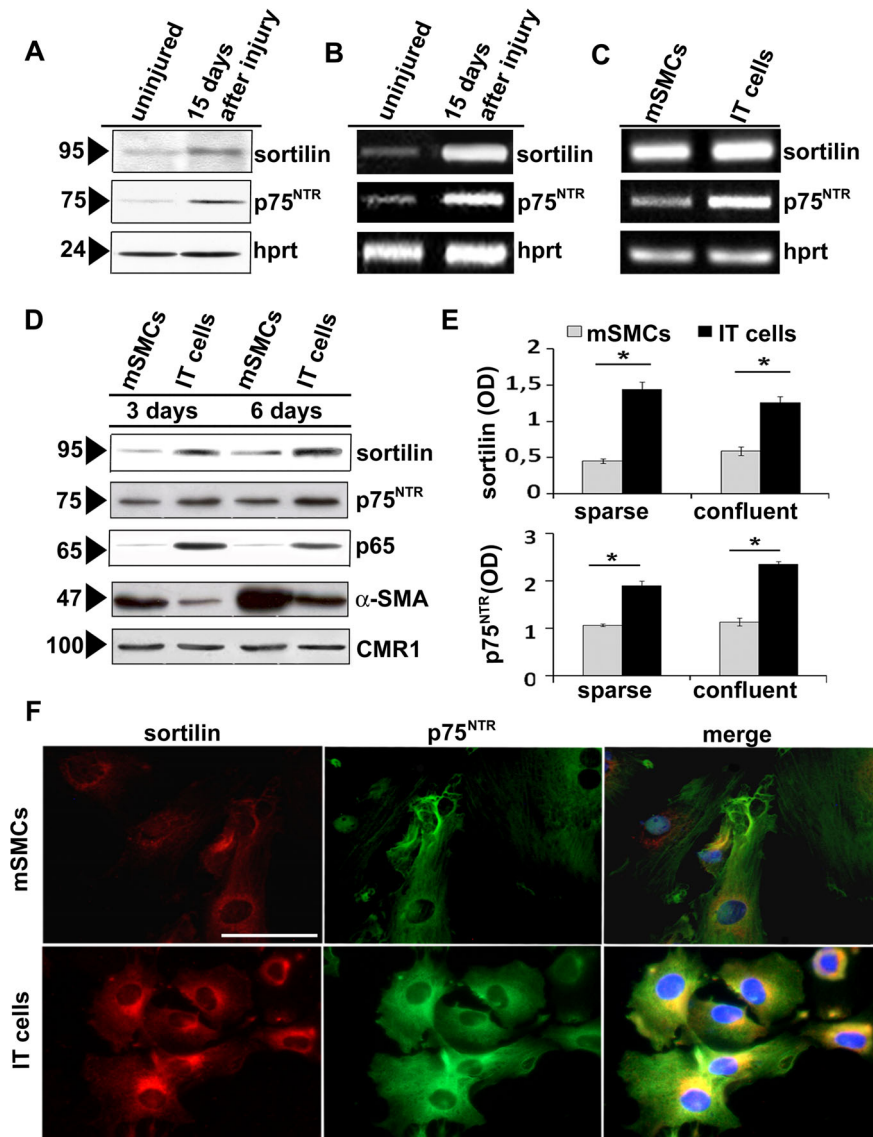 A
uninjured
15 days
after injury
95 sortilin
75 p75NTR
24 hprt
B
uninjured
15 days
after injury
sortilin
p75NTR
hprt
C
mSMCs
IT cells
sortilin
p75NTR
hprt
D
mSMCs
IT cells
mSMCs
IT cells
3 days 6 days
95 sortilin
75 p75NTR
65 p65
47 α-SMA
100 CMR1
E
mSMCs IT cells
sortilin (OD)
2
1,5
1
0,5
0
*
*
sparse confluent
p75NTR (OD)
3
2
1
0
*
*
sparse confluent
F
sortilin p75NTR merge
mSMCs
IT cells